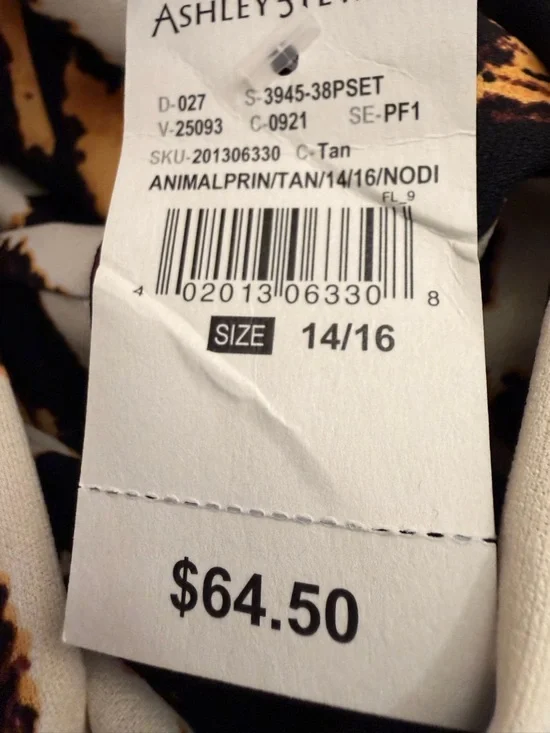 ASHLEY
D-027 S-3945-38PSET
V-25093 C-0921 SE-PF1
SKU-201306330 C-Tan
ANIMALPRIN/TAN/14/16/NODI
FL_9
4 02013 06330 8
SIZE 14/16
$64.50